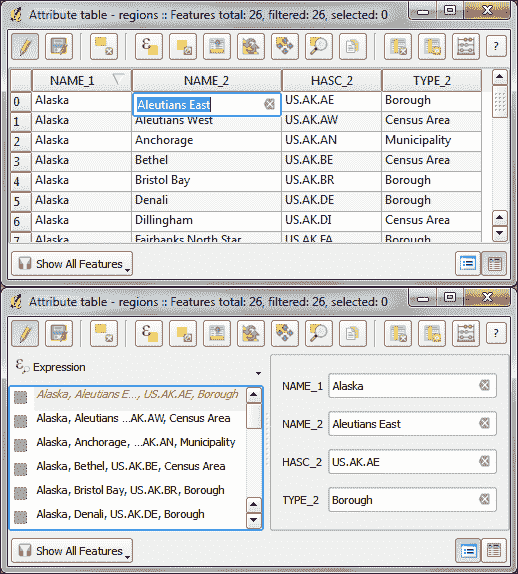 Attribute table - regions :: Features total: 26, filtered: 26, selected: 0
ε ?
NAME_1 NAME_2 HASC_2 TYPE_2
0 Alaska Aleutians East US.AK.AE Borough
1 Alaska Aleutians West US.AK.AW Census Area
2 Alaska Anchorage US.AK.AN Municipality
3 Alaska Bethel US.AK.BE Census Area
4 Alaska Bristol Bay US.AK.BR Borough
5 Alaska Denali US.AK.DE Borough
6 Alaska Dillingham US.AK.DI Census Area
7 Alaska Fairbanks North Star US.AK.FA Borough
Show All Features
Attribute table - regions :: Features total: 26, filtered: 26, selected: 0
ε ?
ε Expression
Alaska, Aleutians E..., US.AK.AE, Borough
Alaska, Aleutians ...AK.AW, Census Area
Alaska, Anchorage, ...AK.AN, Municipality
Alaska, Bethel, US.AK.BE, Census Area
Alaska, Bristol Bay, US.AK.BR, Borough
Alaska, Denali, US.AK.DE, Borough
NAME_1 Alaska
NAME_2 Aleutians East
HASC_2 US.AK.AE
TYPE_2 Borough
Show All Features